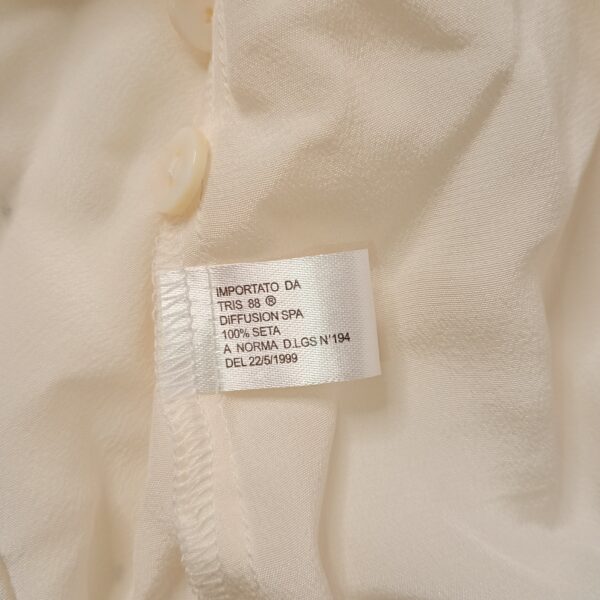 IMPORTATO DA
TRIS 88 ®
DiFFUSION SPA
100% SETA
A NORMA D.LGS N'194
DEL 22/5/1999